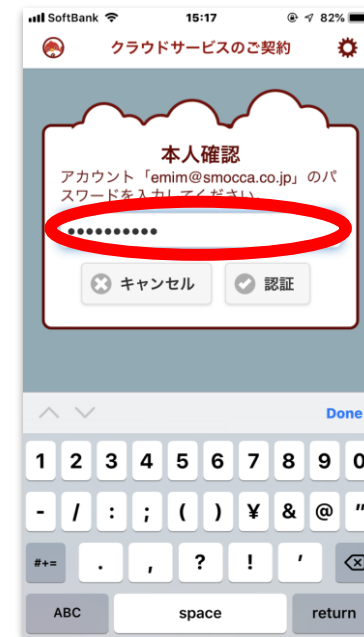 SoftBank 15:17 82%
クラウドサービスのご契約
本人確認
アカウント「emim@smocca.co.jp」のパ
スワードを入力してください。
••••••••••
キャンセル 認証
Done
1 2 3 4 5 6 7 8 9 0
- / : ; ( ) ¥ & @ "
#+= . , ? ! ’
ABC space return